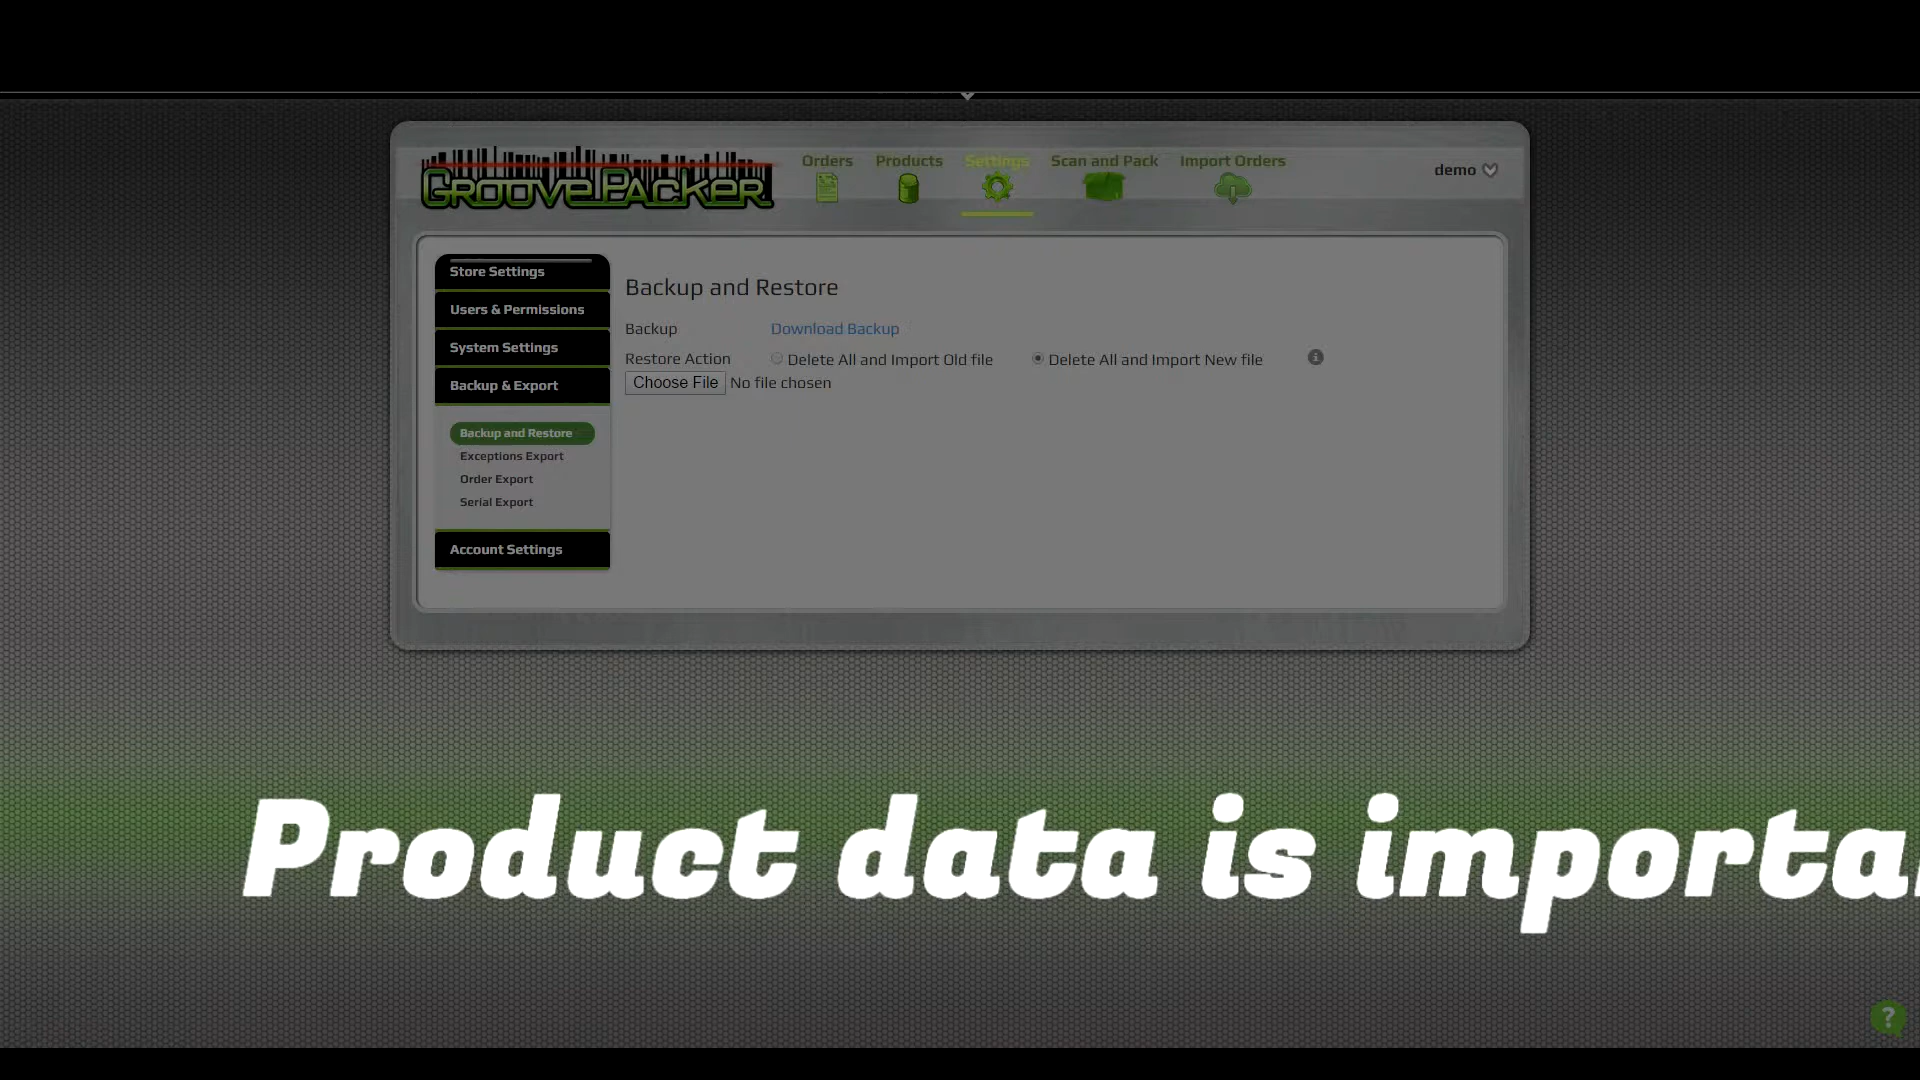 GROOVEPACKER
Orders Products Settings Scan and Pack Import Orders
demo
Store Settings
Users & Permissions
System Settings
Backup & Export
Backup and Restore
Exceptions Export
Order Export
Serial Export
Account Settings
Backup and Restore
Backup Download Backup
Restore Action Delete All and Import Old file Delete All and Import New file
Choose File No file chosen
Product data is importa
?